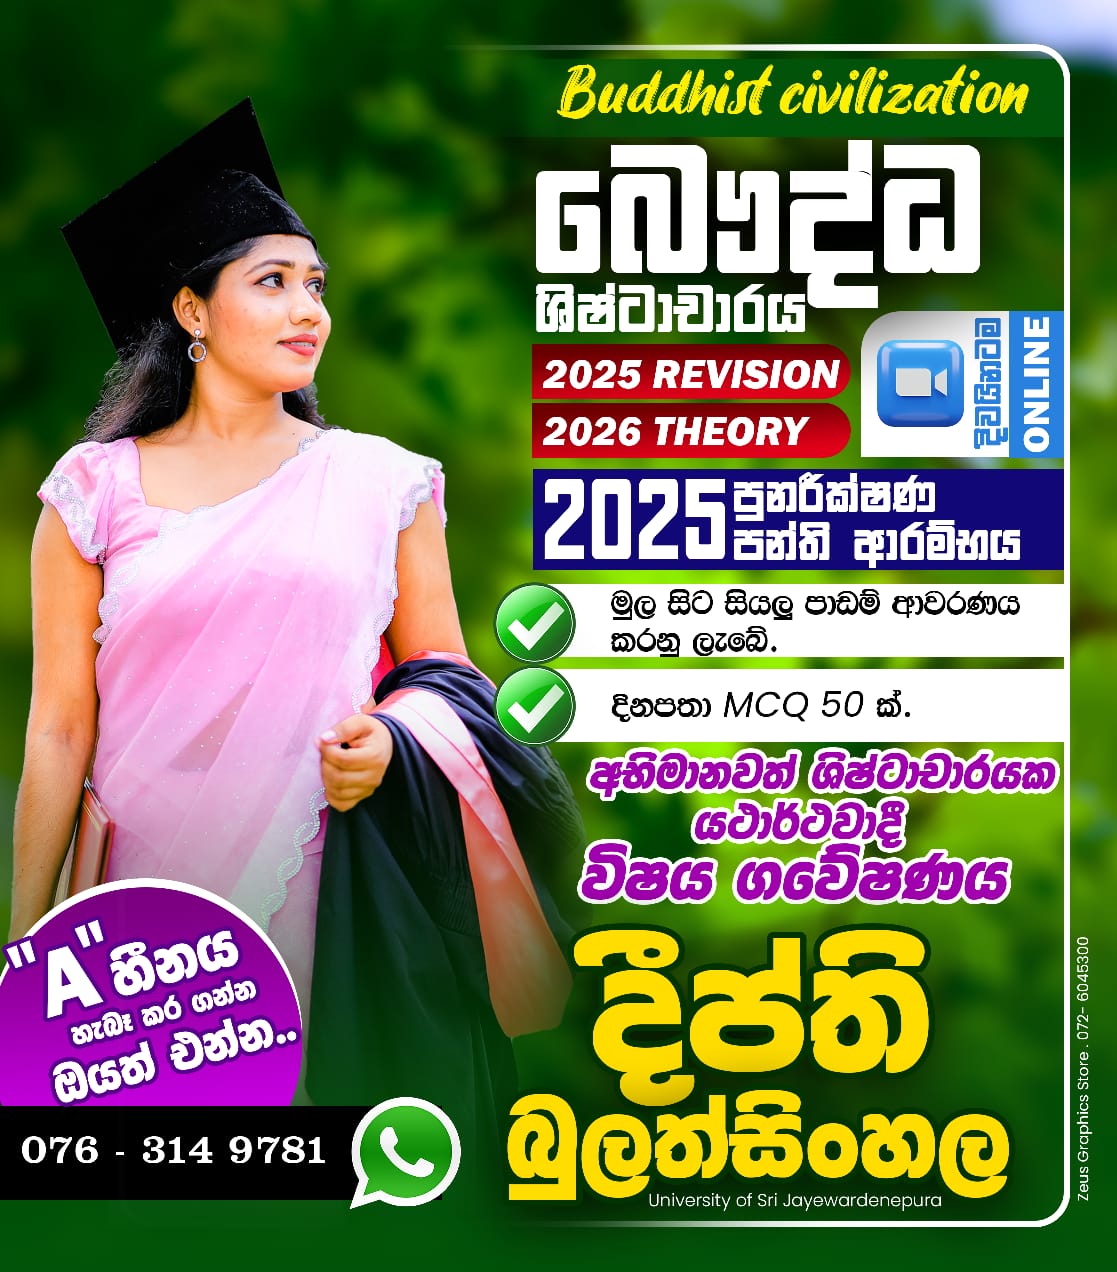 Buddhist civilization
බෞද්ධ
ශිෂ්ටාචාරය
2025 REVISION
2026 THEORY
දිවයිනටම
ONLINE
2025 පුනරීක්ෂණ
පන්ති ආරම්භය
මුල සිට සියලු පාඩම් ආවරණය
කරනු ලැබේ.
දිනපතා MCQ 50 ක්.
අභිමානවත් ශිෂ්ටාචාරයක
යථාර්ථවාදී
විෂය ගවේෂණය
"A" හීනය
හැබෑ කර ගන්න
ඔයත් එන්න..
076 - 314 9781
දීප්ති
බුලත්සිංහල
University of Sri Jayewardenepura
Zeus Graphics Store . 072- 6045300